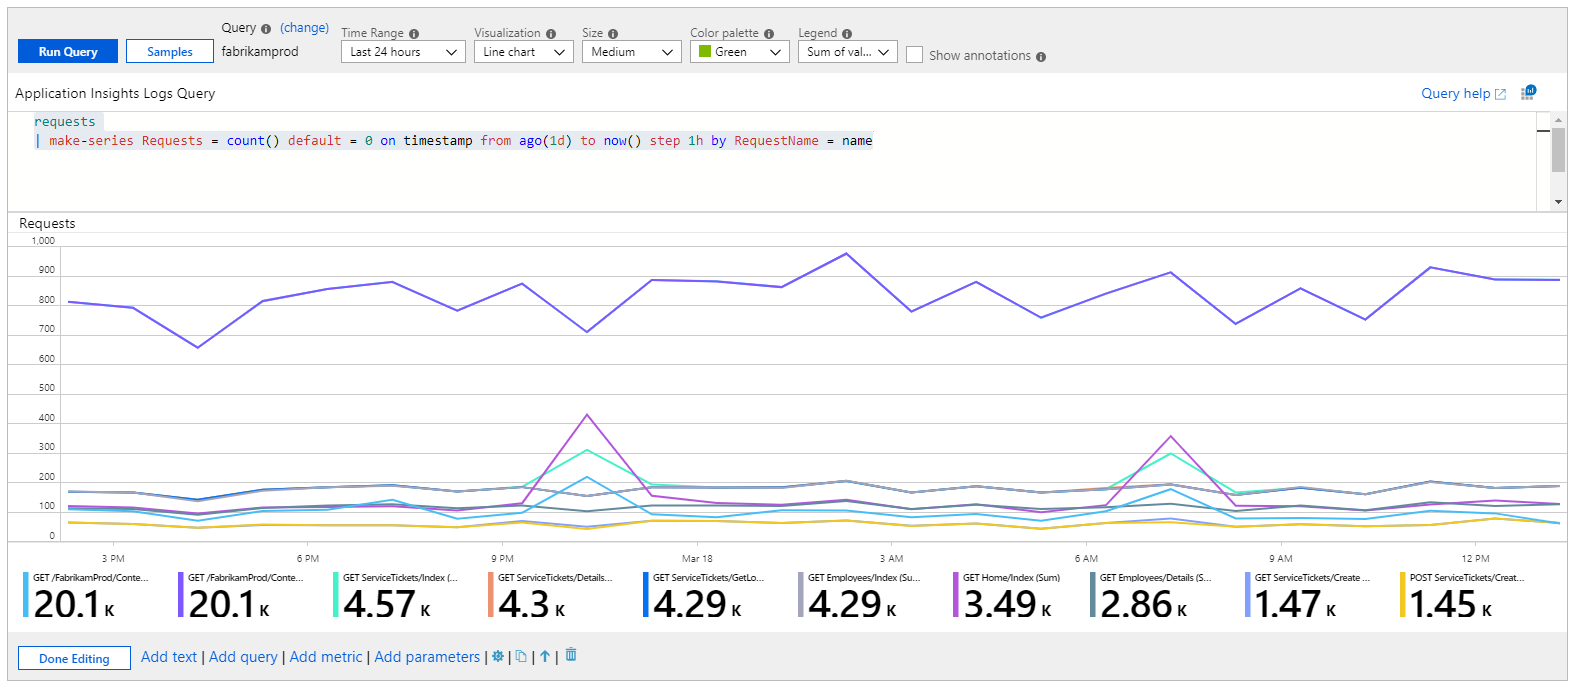 Query (change)
Time Range
Visualization
Size
Color palette
Legend
Run Query
Samples
fabrikamprod
Last 24 hours
Line chart
Medium
Green
Sum of val...
Show annotations
Application Insights Logs Query
Query help
requests
| make-series Requests = count() default = 0 on timestamp from ago(1d) to now() step 1h by RequestName = name
Requests
1,000
900
800
700
600
500
400
300
200
100
0
3 PM
6 PM
9 PM
Mar 18
3 AM
6 AM
9 AM
12 PM
GET /FabrikamProd/Conte...
20.1 K
GET /FabrikamProd/Conte...
20.1 K
GET ServiceTickets/Index (...
4.57 K
GET ServiceTickets/Details...
4.3 K
GET ServiceTickets/GetLo...
4.29 K
GET Employees/Index (Su...
4.29 K
GET Home/Index (Sum)
3.49 K
GET Employees/Details (S...
2.86 K
GET ServiceTickets/Create ...
1.47 K
POST ServiceTickets/Creat...
1.45 K
Done Editing
Add text | Add query | Add metric | Add parameters | | | |